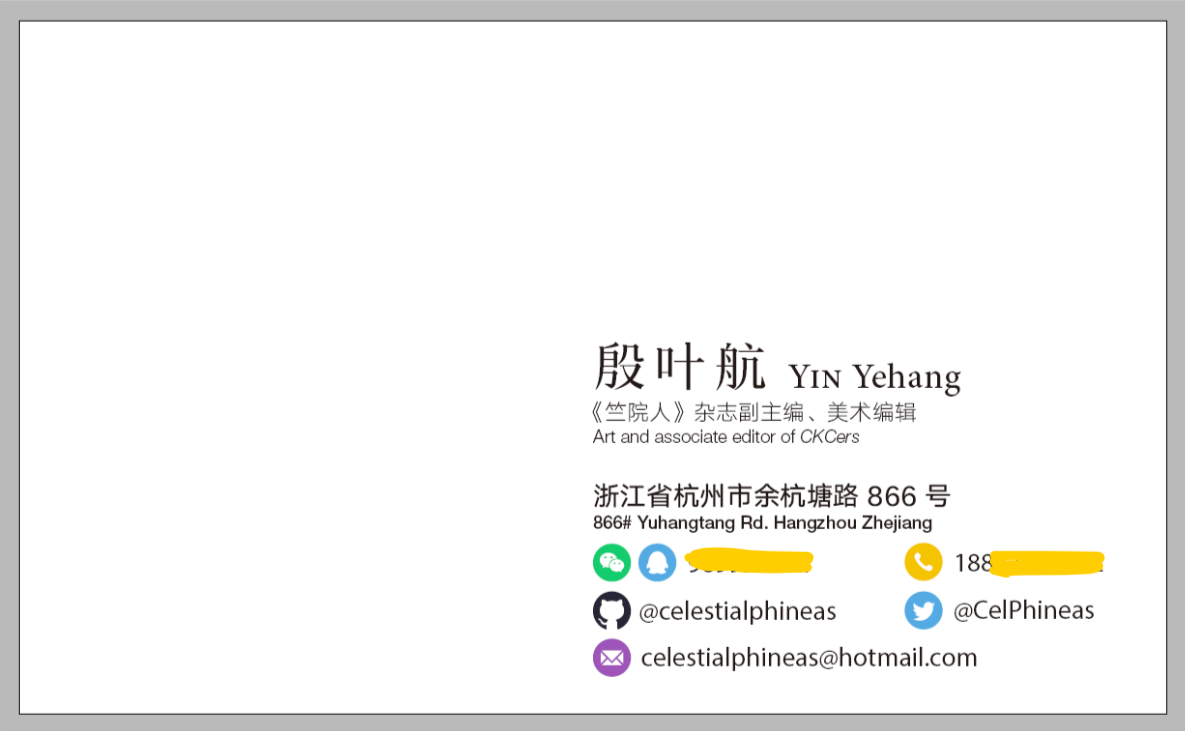 殷叶航 YIN Yehang
《竺院人》杂志副主编、美术编辑
Art and associate editor of CKCers
浙江省杭州市余杭塘路 866 号
866# Yuhangtang Rd. Hangzhou Zhejiang
188
@celestialphineas @CelPhineas
celestialphineas@hotmail.com